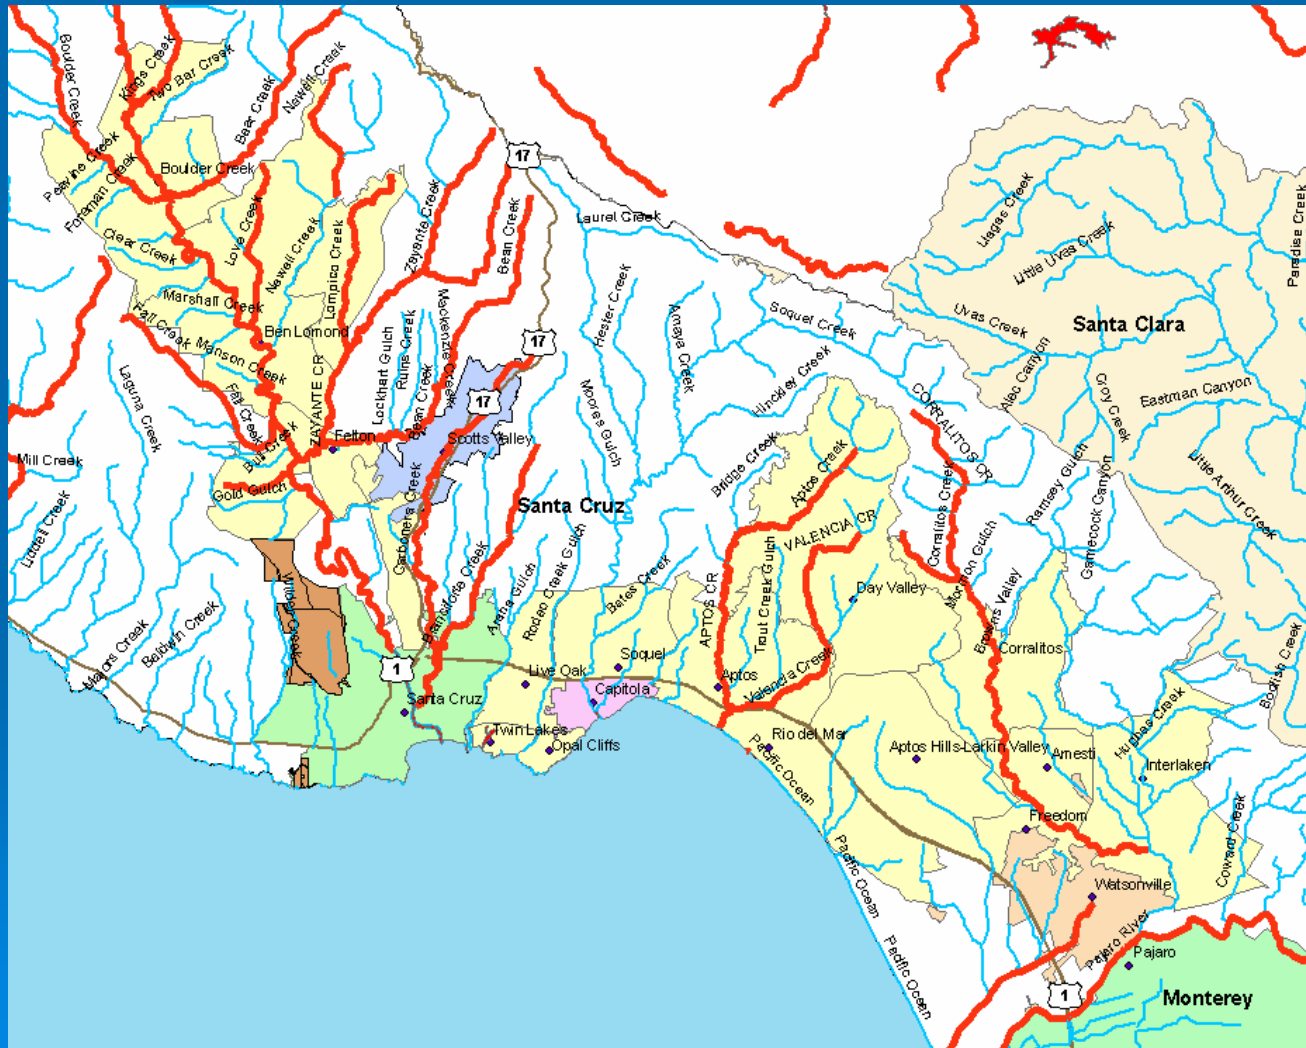 Boulder Creek
Kings Creek
Two Bar Creek
Bear Creek
Newell Creek
Peavine Creek
Foreman Creek
Boulder Creek
Clear Creek
Love Creek
Newell Creek
Lompico Creek
Zayante Creek
Bean Creek
17
Laurel Creek
Llagas Creek
Little Uvas Creek
Paradise Creek
Marshall Creek
Fall Creek
Ben Lomond
Manson Creek
Fall Creek
Bull Creek
ZAYANTE CR
Lockhart Gulch
Ruins Creek
Mackenzie Creek
Bean Creek
17
17
Hester Creek
Amaya Creek
Soquel Creek
Uvas Creek
Santa Clara
Alec Canyon
Croy Creek
Eastman Canyon
Laguna Creek
Moores Gulch
Hinckley Creek
CORRALITOS CR
Felton
Scotts Valley
Mill Creek
Gold Gulch
Liddell Creek
Carbonera Creek
Santa Cruz
Bridge Creek
Aptos Creek
VALENCIA CR
Corralitos Creek
Ramsey Gulch
Gamecock Canyon
Little Arthur Creek
Majors Creek
Baldwin Creek
Wilder Creek
Branciforte Creek
Arana Gulch
Rodeo Creek Gulch
Bates Creek
APTOS CR
Trout Creek Gulch
Day Valley
Mormon Gulch
Browns Valley
Corralitos
Bodfish Creek
1
Santa Cruz
Live Oak
Soquel
Capitola
Aptos
Valencia Creek
Twin Lakes
Opal Cliffs
Rio del Mar
Pacific Ocean
Aptos Hills-Larkin Valley
Amesti
Hughes Creek
Interlaken
Freedom
Coward Creek
Pacific Ocean
Watsonville
Pacific Ocean
Pajaro River
Pajaro
1
Monterey